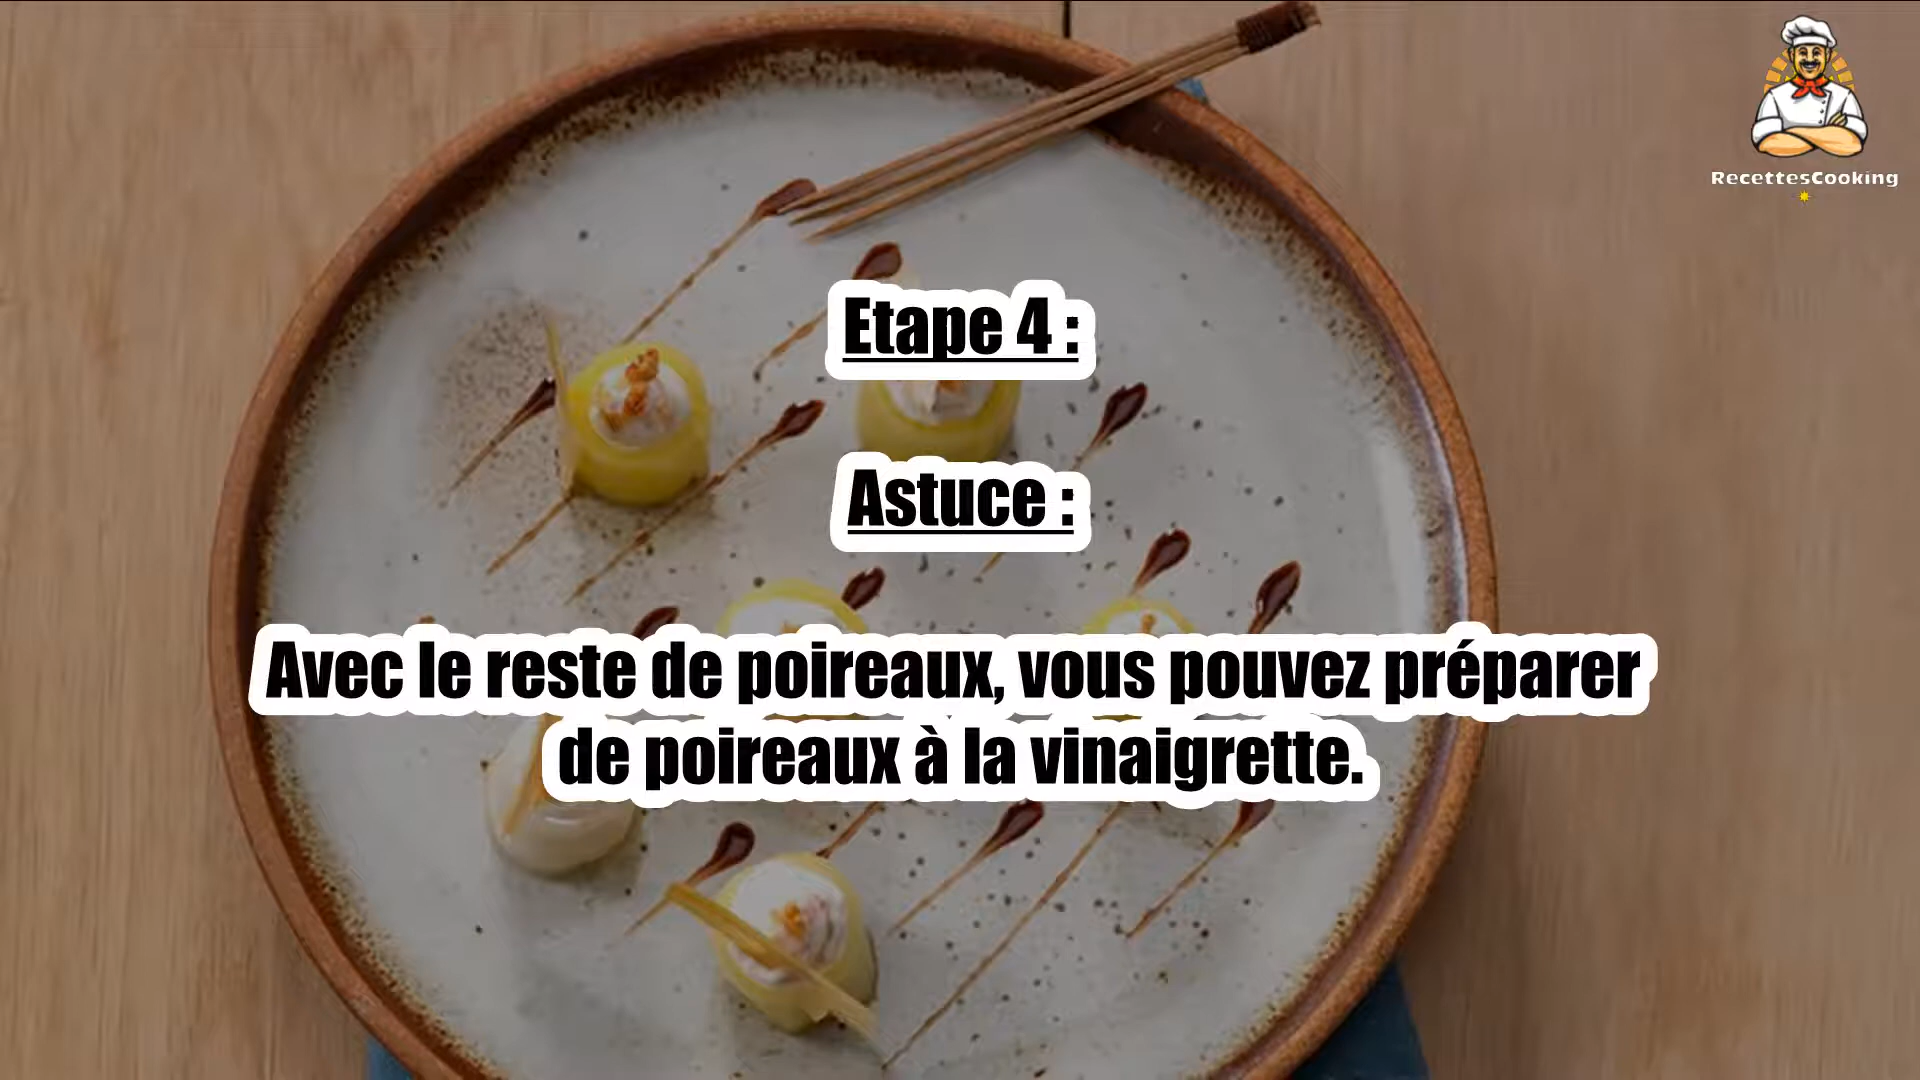 RecettesCooking
Etape 4 :
Astuce :
Avec le reste de poireaux, vous pouvez préparer
de poireaux à la vinaigrette.